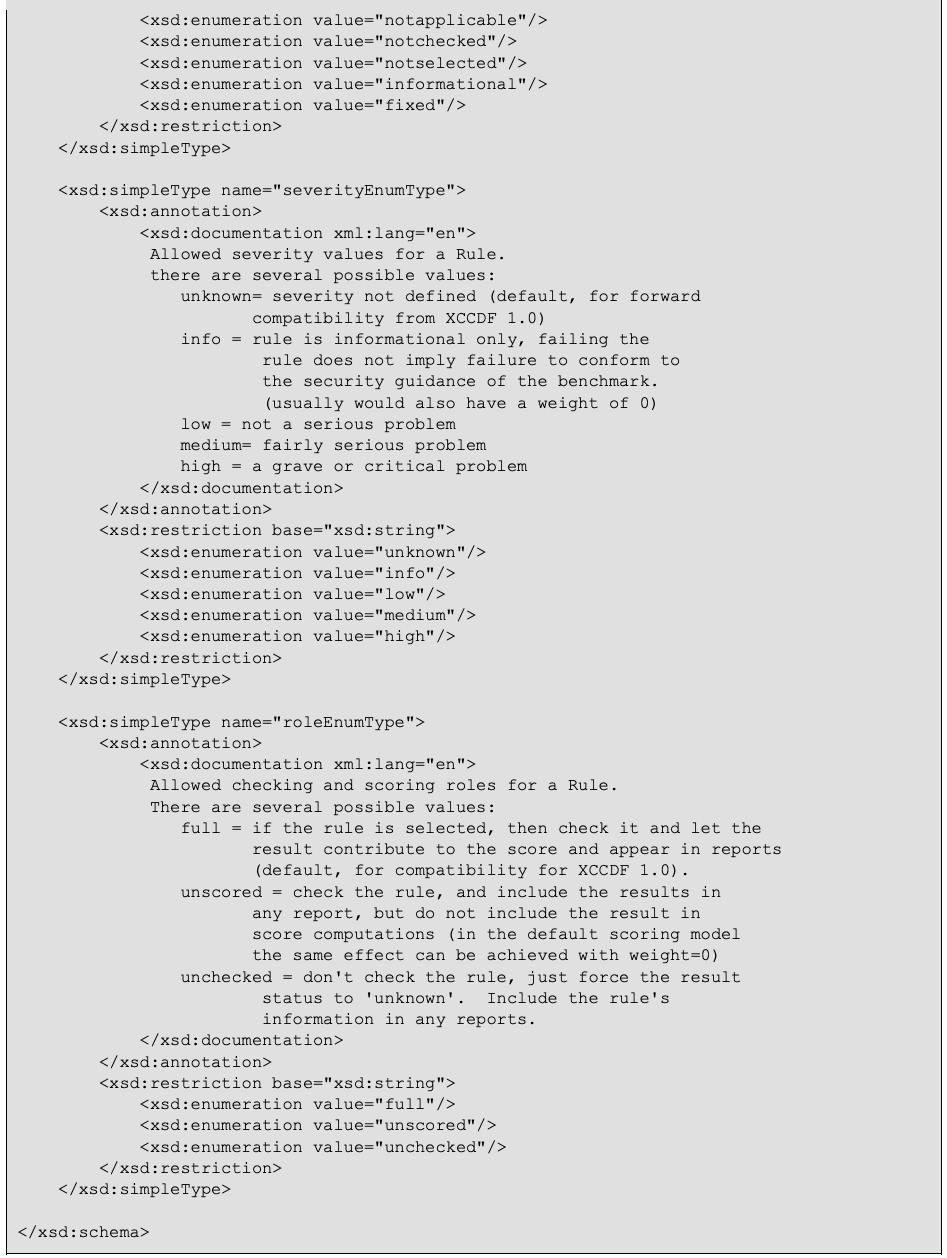 <xsd:enumeration value="notapplicable"/>
            <xsd:enumeration value="notchecked"/>
            <xsd:enumeration value="notselected"/>
            <xsd:enumeration value="informational"/>
            <xsd:enumeration value="fixed"/>
        </xsd:restriction>
    </xsd:simpleType>

    <xsd:simpleType name="severityEnumType">
        <xsd:annotation>
            <xsd:documentation xml:lang="en">
             Allowed severity values for a Rule.
             there are several possible values:
                unknown= severity not defined (default, for forward
                       compatibility from XCCDF 1.0)
                info = rule is informational only, failing the
                        rule does not imply failure to conform to
                        the security guidance of the benchmark.
                        (usually would also have a weight of 0)
                low = not a serious problem
                medium= fairly serious problem
                high = a grave or critical problem
            </xsd:documentation>
        </xsd:annotation>
        <xsd:restriction base="xsd:string">
            <xsd:enumeration value="unknown"/>
            <xsd:enumeration value="info"/>
            <xsd:enumeration value="low"/>
            <xsd:enumeration value="medium"/>
            <xsd:enumeration value="high"/>
        </xsd:restriction>
    </xsd:simpleType>

    <xsd:simpleType name="roleEnumType">
        <xsd:annotation>
            <xsd:documentation xml:lang="en">
             Allowed checking and scoring roles for a Rule.
             There are several possible values:
                full = if the rule is selected, then check it and let the
                       result contribute to the score and appear in reports
                       (default, for compatibility for XCCDF 1.0).
                unscored = check the rule, and include the results in
                       any report, but do not include the result in
                       score computations (in the default scoring model
                       the same effect can be achieved with weight=0)
                unchecked = don't check the rule, just force the result
                        status to 'unknown'.  Include the rule's
                        information in any reports.
            </xsd:documentation>
        </xsd:annotation>
        <xsd:restriction base="xsd:string">
            <xsd:enumeration value="full"/>
            <xsd:enumeration value="unscored"/>
            <xsd:enumeration value="unchecked"/>
        </xsd:restriction>
    </xsd:simpleType>

</xsd:schema>